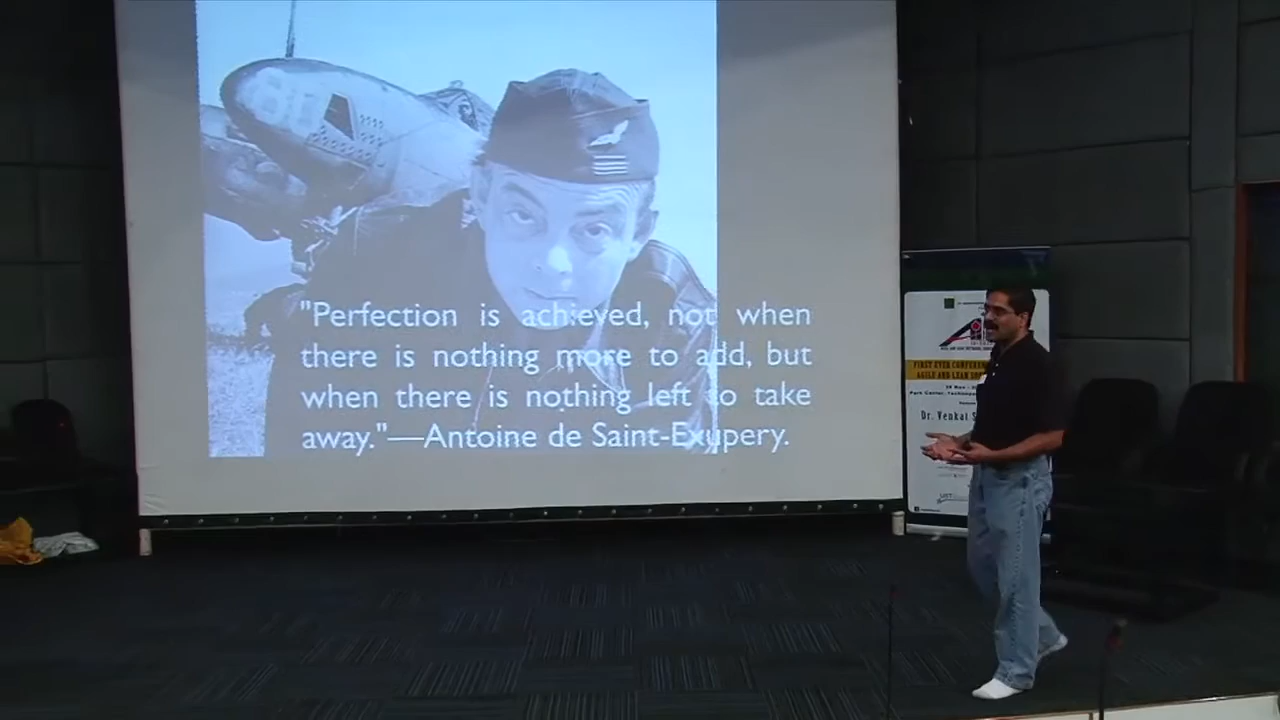 "Perfection is achieved, not when
there is nothing more to add, but
when there is nothing left to take
away."—Antoine de Saint-Exupery.
FIRST EVER CONFERENC
AGILE AND LEAN
Dr. Venkat